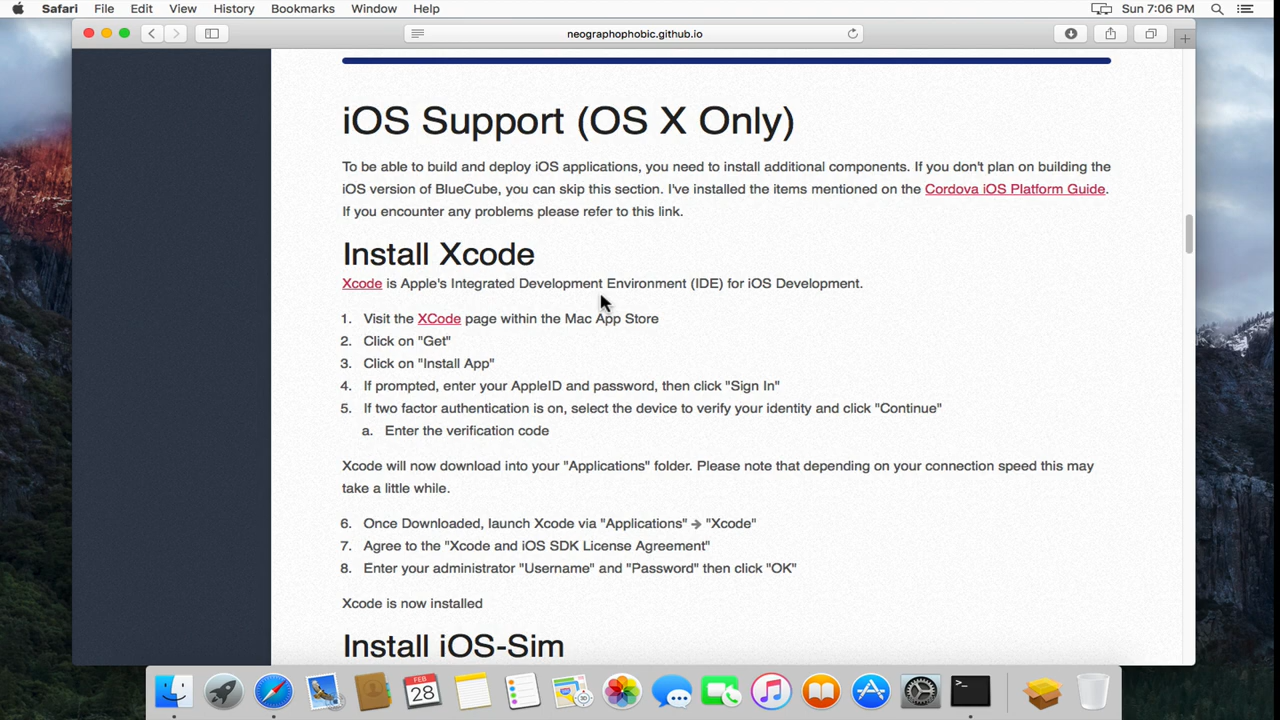 Safari File Edit View History Bookmarks Window Help Sun 7:06 PM
neographophobic.github.io
iOS Support (OS X Only)
To be able to build and deploy iOS applications, you need to install additional components. If you don't plan on building the
iOS version of BlueCube, you can skip this section. I've installed the items mentioned on the Cordova iOS Platform Guide.
If you encounter any problems please refer to this link.
Install Xcode
Xcode is Apple's Integrated Development Environment (IDE) for iOS Development.
1. Visit the XCode page within the Mac App Store
2. Click on "Get"
3. Click on "Install App"
4. If prompted, enter your AppleID and password, then click "Sign In"
5. If two factor authentication is on, select the device to verify your identity and click "Continue"
a. Enter the verification code
Xcode will now download into your "Applications" folder. Please note that depending on your connection speed this may
take a little while.
6. Once Downloaded, launch Xcode via "Applications" → "Xcode"
7. Agree to the "Xcode and iOS SDK License Agreement"
8. Enter your administrator "Username" and "Password" then click "OK"
Xcode is now installed
Install iOS-Sim
FEB
28
3D
>_